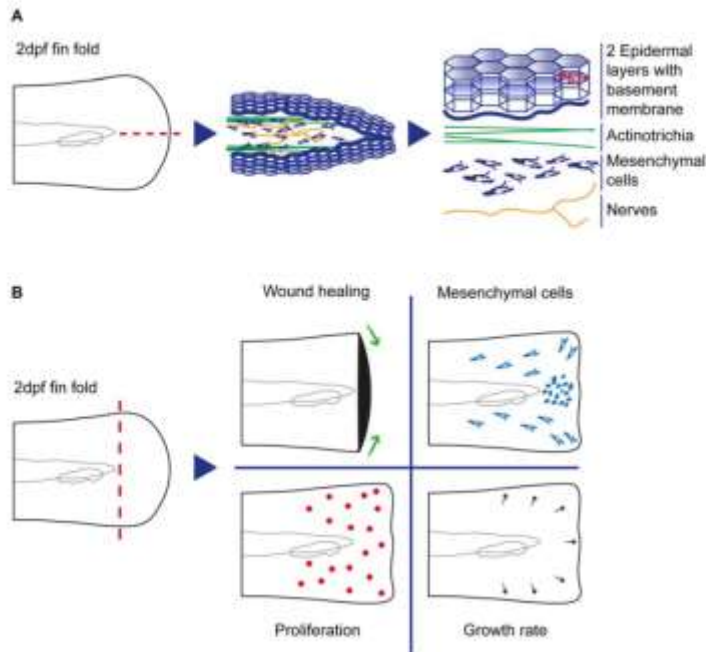 A
2dpf fin fold
2 Epidermal
layers with
basement
membrane
Actinotrichia
Mesenchymal
cells
Nerves
B
Wound healing
Mesenchymal cells
2dpf fin fold
Proliferation
Growth rate